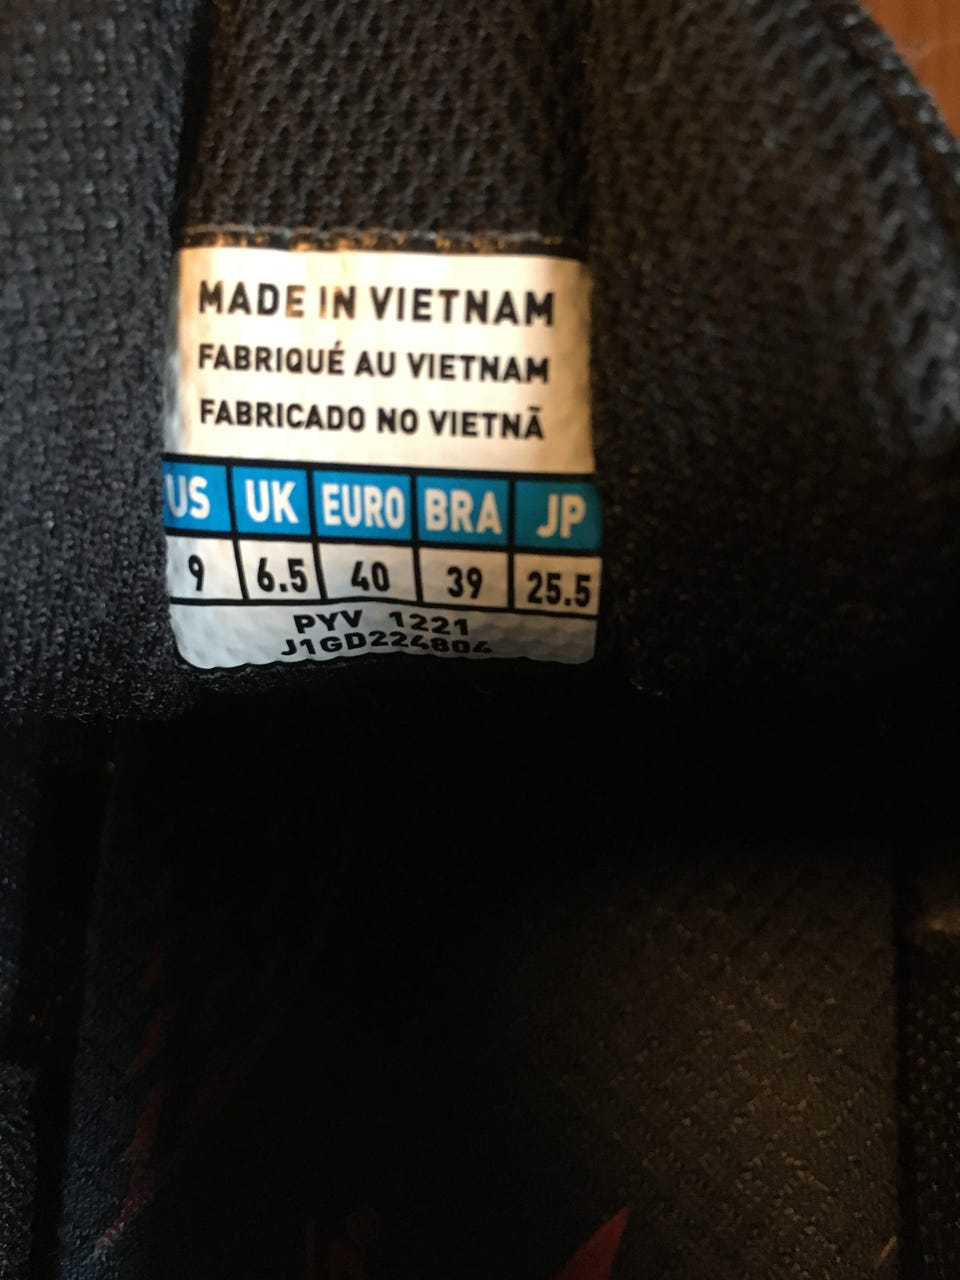 MADE IN VIETNAM
FABRIQUÉ AU VIETNAM
FABRICADO NO VIETNÃ
US UK EURO BRA JP
9 6.5 40 39 25.5
PYV 1221
J1GD224804